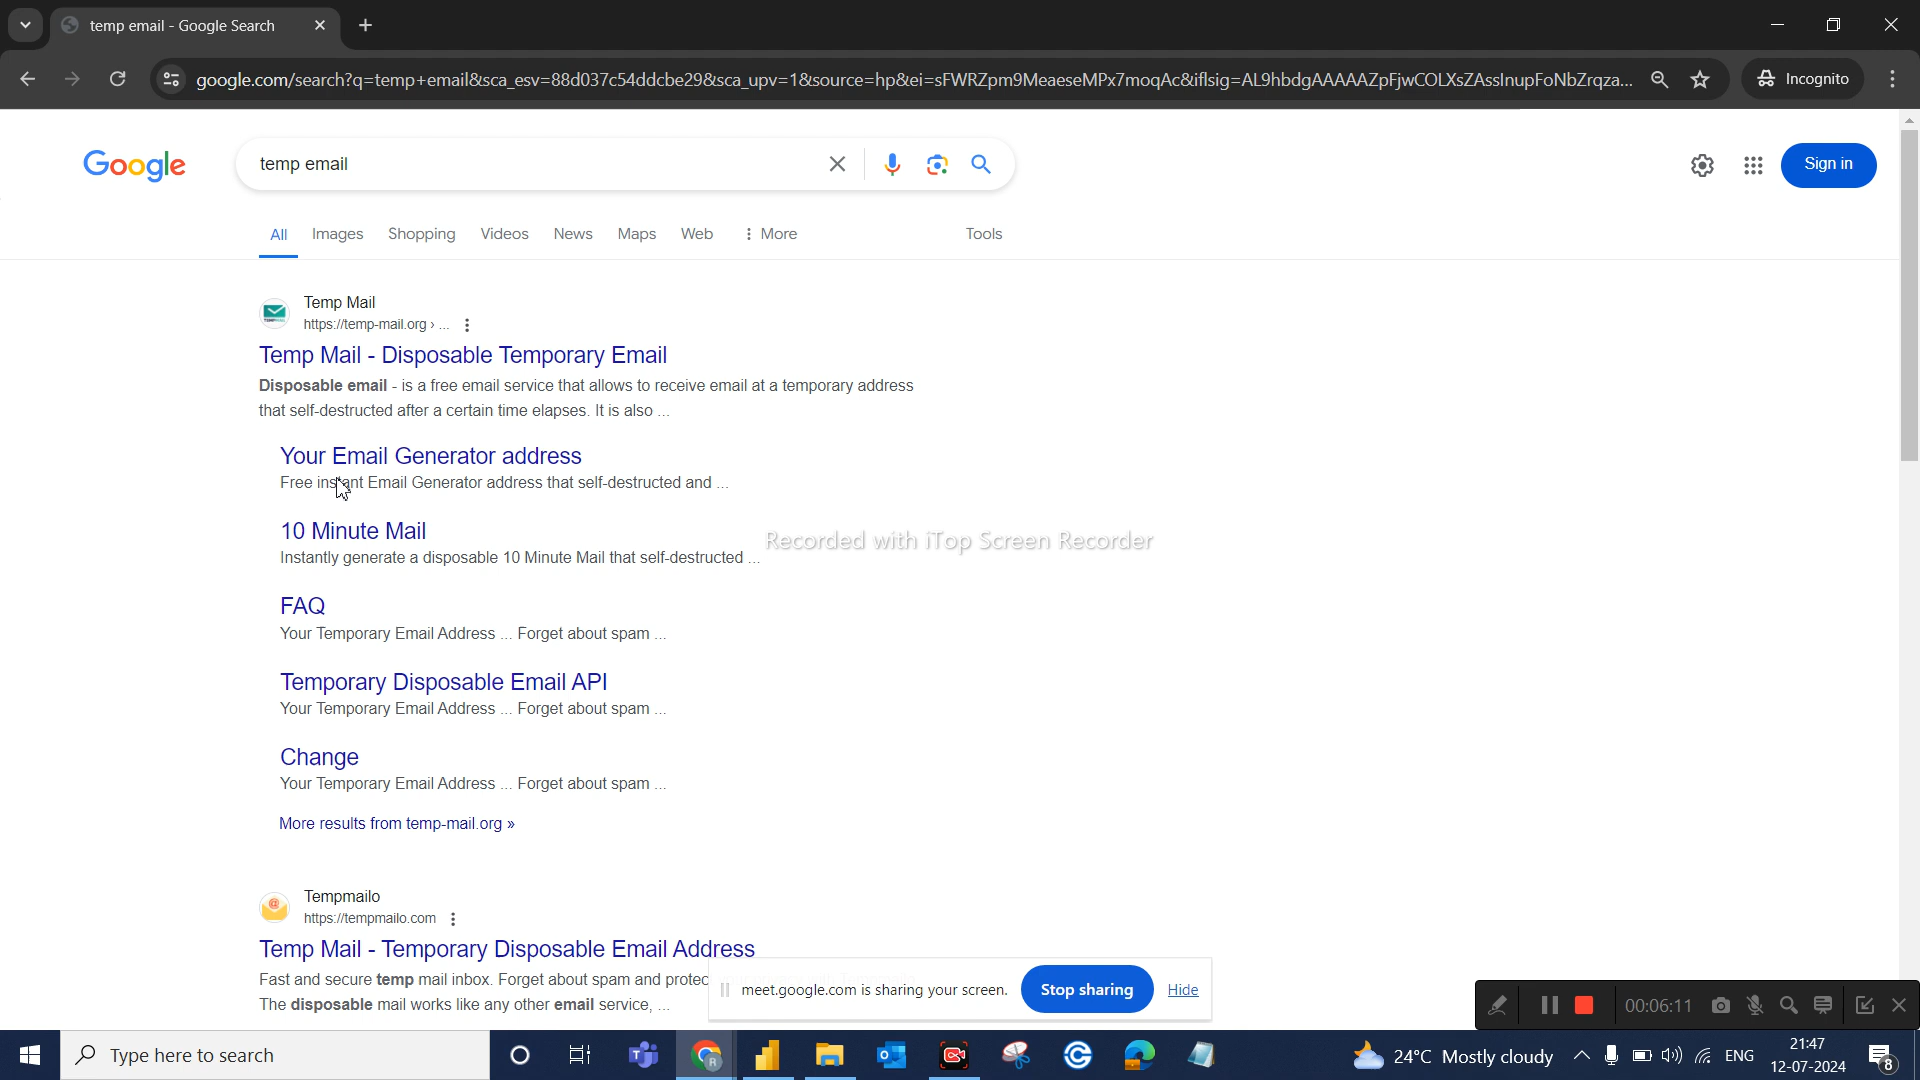 temp email - Google Search
google.com/search?q=temp+email&sca_esv=88d037c54ddcbe29&sca_upv=1&source=hp&ei=sFWRZpm9MeaeseMPx7moqAc&iflsig=AL9hbdgAAAAAZpFjwCOLXsZAssInupFoNbZrqza...
Incognito
Google
temp email
Sign in
All Images Shopping Videos News Maps Web More Tools
Temp Mail
https://temp-mail.org › ...
Temp Mail - Disposable Temporary Email
Disposable email - is a free email service that allows to receive email at a temporary address
that self-destructed after a certain time elapses. It is also ...
Your Email Generator address
Free instant Email Generator address that self-destructed and ...
10 Minute Mail
Instantly generate a disposable 10 Minute Mail that self-destructed ...
Recorded with iTop Screen Recorder
FAQ
Your Temporary Email Address ... Forget about spam ...
Temporary Disposable Email API
Your Temporary Email Address ... Forget about spam ...
Change
Your Temporary Email Address ... Forget about spam ...
More results from temp-mail.org »
Tempmailo
https://tempmailo.com
Temp Mail - Temporary Disposable Email Address
Fast and secure temp mail inbox. Forget about spam and protec
The disposable mail works like any other email service, ...
meet.google.com is sharing your screen. Stop sharing Hide
00:06:11
Type here to search
24°C Mostly cloudy
ENG
21:47
12-07-2024
8